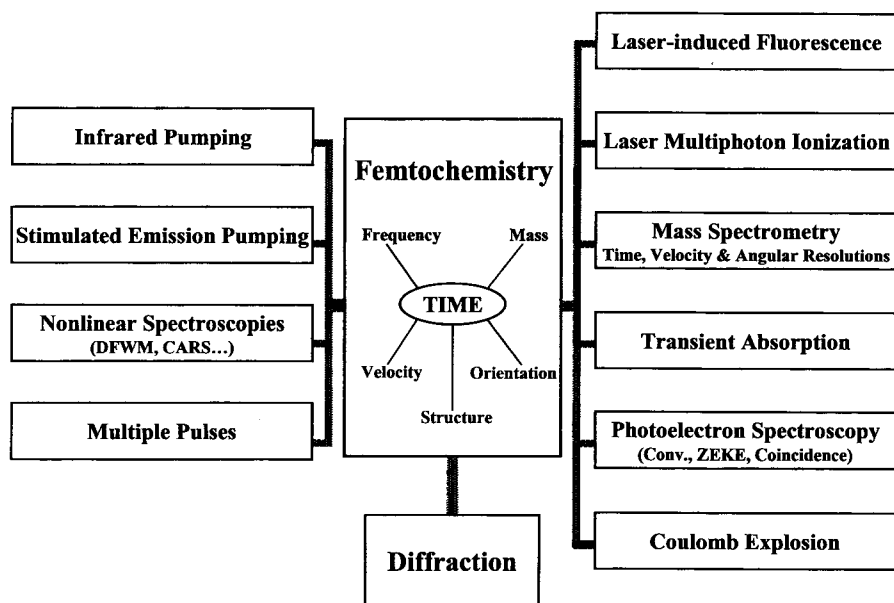 Infrared Pumping
Stimulated Emission Pumping
Nonlinear Spectroscopies
(DFWM, CARS...)
Multiple Pulses
Femtochemistry
Frequency
Mass
TIME
Velocity
Orientation
Structure
Diffraction
Laser-induced Fluorescence
Laser Multiphoton Ionization
Mass Spectrometry
Time, Velocity & Angular Resolutions
Transient Absorption
Photoelectron Spectroscopy
(Conv., ZEKE, Coincidence)
Coulomb Explosion